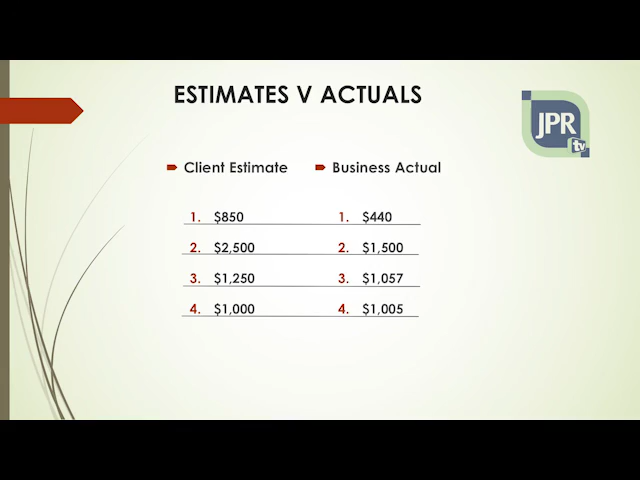 ESTIMATES V ACTUALS
JPR
tv
Client Estimate
Business Actual
1. $850
1. $440
2. $2,500
2. $1,500
3. $1,250
3. $1,057
4. $1,000
4. $1,005